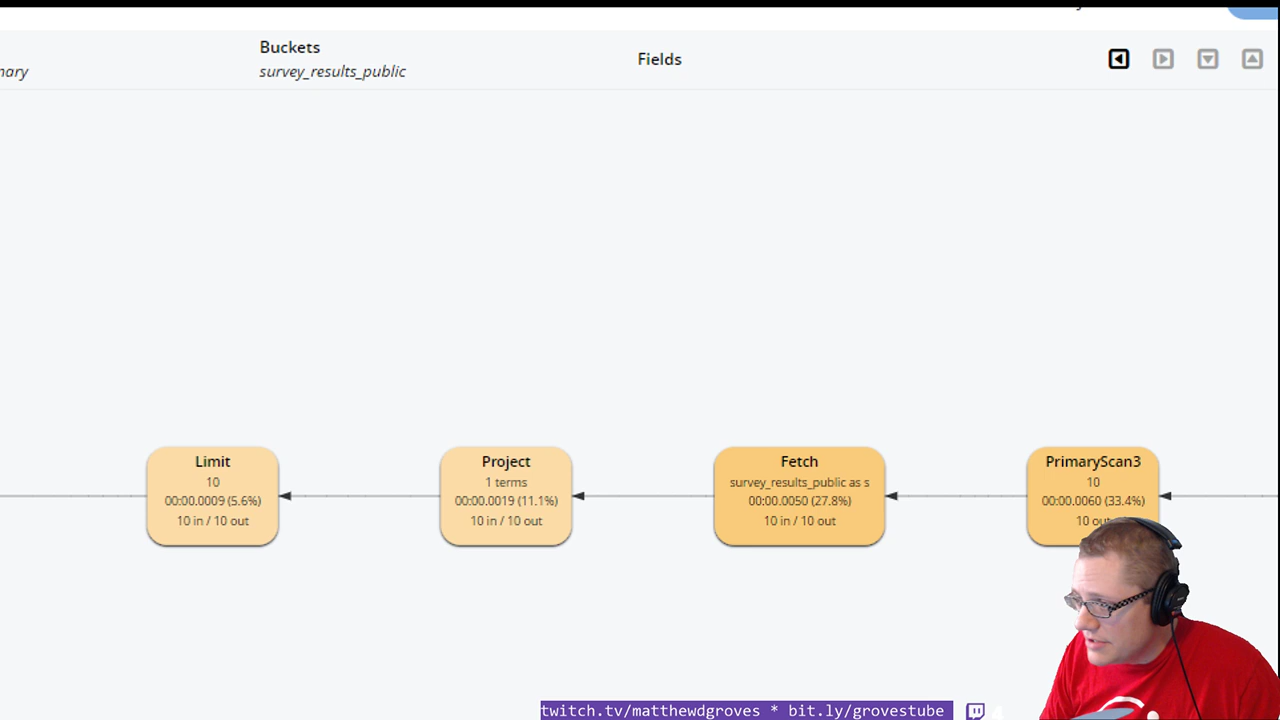 Buckets
survey_results_public
Fields
Limit
10
00:00.0009 (5.6%)
10 in / 10 out
Project
1 terms
00:00.0019 (11.1%)
10 in / 10 out
Fetch
survey_results_public as s
00:00.0050 (27.8%)
10 in / 10 out
PrimaryScan3
10
00:00.0060 (33.4%)
10
twitch.tv/matthewdgroves * bit.ly/grovestube